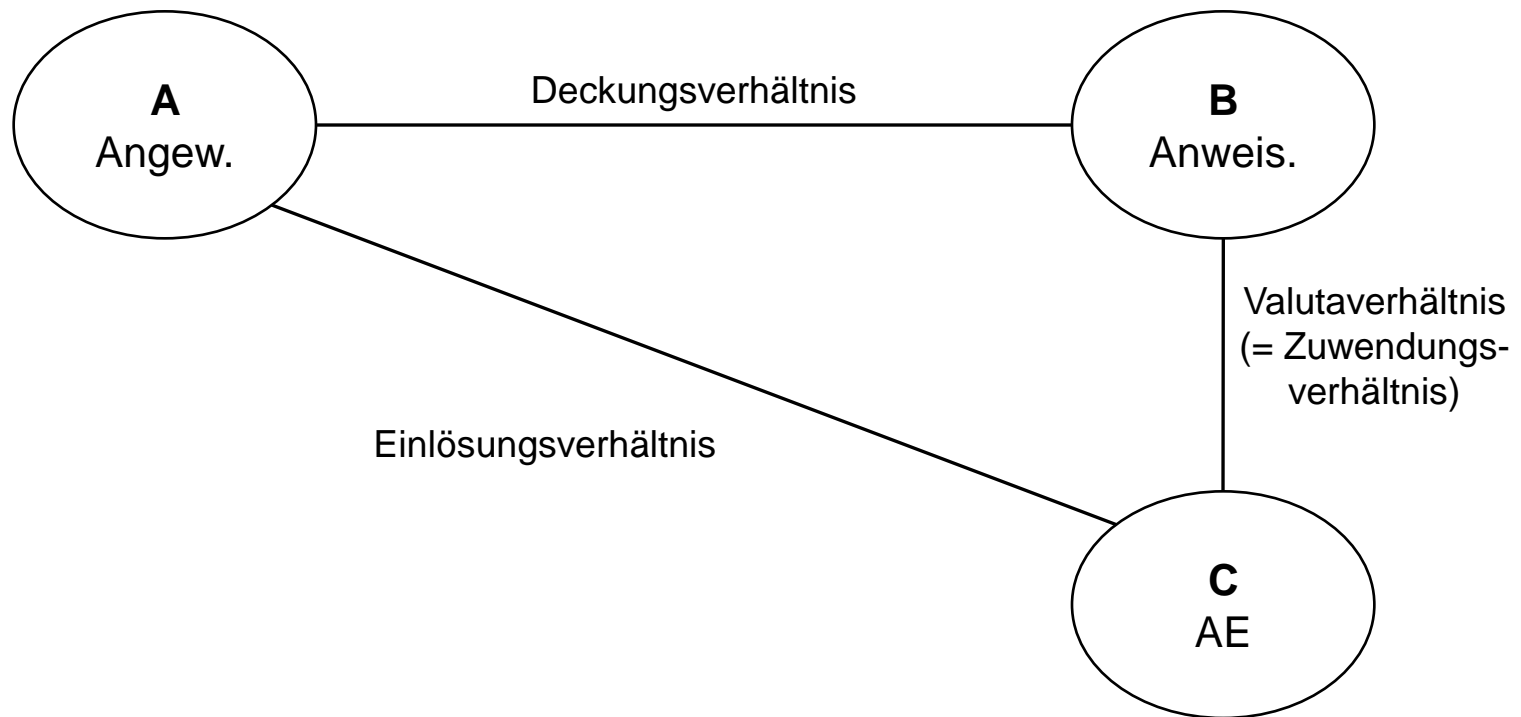 A
Angew.
Deckungsverhältnis
B
Anweis.
Valutaverhältnis
(= Zuwendungs-
verhältnis)
Einlösungsverhältnis
C
AE